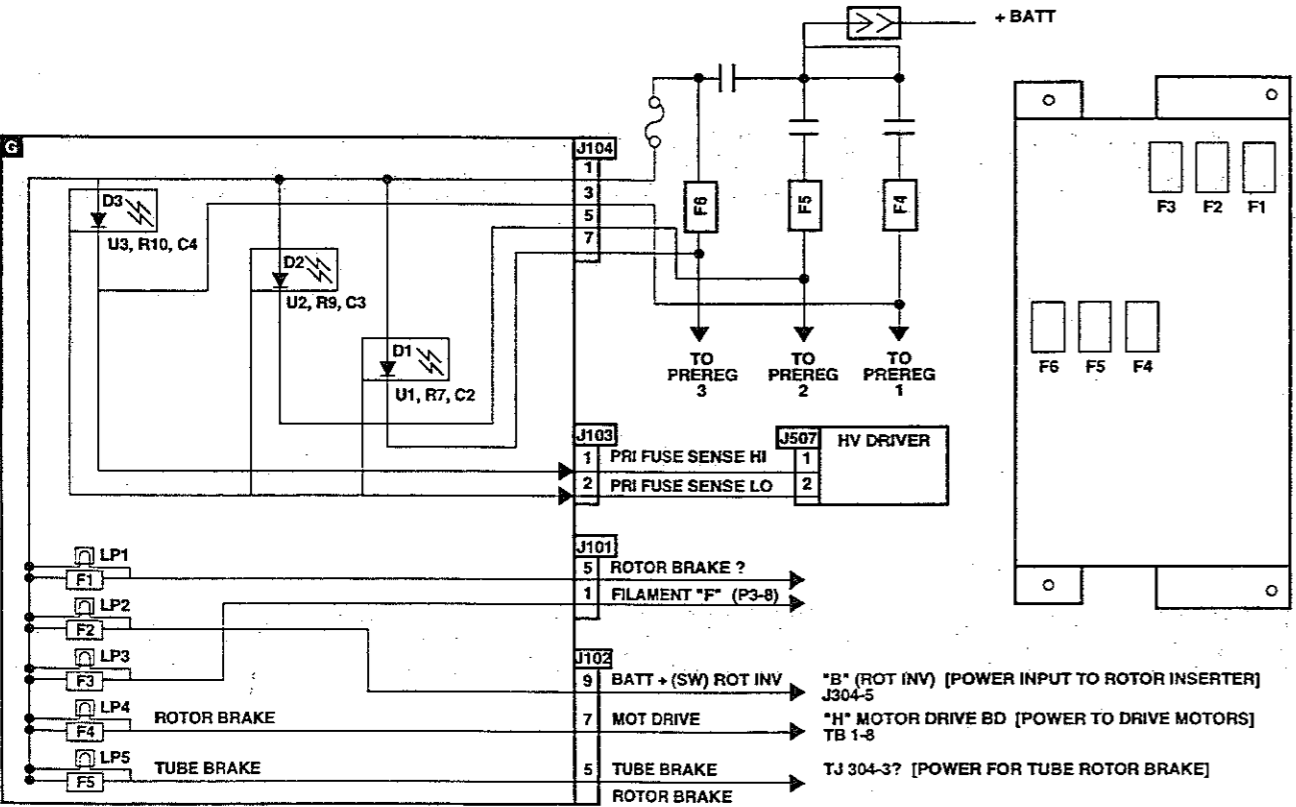 + BATT
G
J104
1
3
5
7
D3
U3, R10, C4
D2
U2, R9, C3
D1
U1, R7, C2
F6
F5
F4
TO
PREREG
3
TO
PREREG
2
TO
PREREG
1
F3
F2
F1
F6
F5
F4
J103
1 PRI FUSE SENSE HI
2 PRI FUSE SENSE LO
J507
1
2
HV DRIVER
J101
5 ROTOR BRAKE ?
1 FILAMENT "F" (P3-8)
J102
9 BATT + (SW) ROT INV
"B" (ROT INV) [POWER INPUT TO ROTOR INSERTER]
J304-5
7 MOT DRIVE
"H" MOTOR DRIVE BD [POWER TO DRIVE MOTORS]
TB 1-8
5 TUBE BRAKE
TJ 304-3? [POWER FOR TUBE ROTOR BRAKE]
ROTOR BRAKE
LP1
F1
LP2
F2
LP3
F3
LP4
F4
ROTOR BRAKE
LP5
F5
TUBE BRAKE